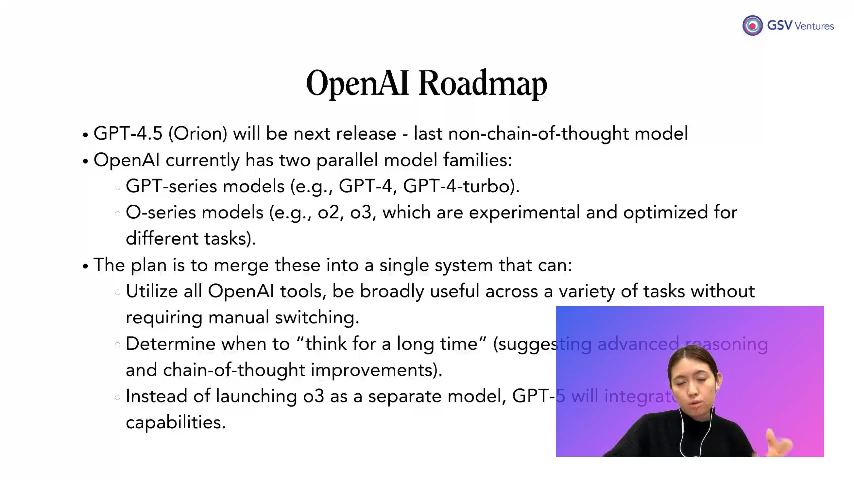 GSV Ventures
OpenAI Roadmap
• GPT-4.5 (Orion) will be next release - last non-chain-of-thought model
• OpenAI currently has two parallel model families:
○ GPT-series models (e.g., GPT-4, GPT-4-turbo).
○ O-series models (e.g., o2, o3, which are experimental and optimized for
different tasks).
• The plan is to merge these into a single system that can:
○ Utilize all OpenAI tools, be broadly useful across a variety of tasks without
requiring manual switching.
○ Determine when to “think for a long time” (suggesting advanced reasoning
and chain-of-thought improvements).
○ Instead of launching o3 as a separate model, GPT-5 will integrate
capabilities.